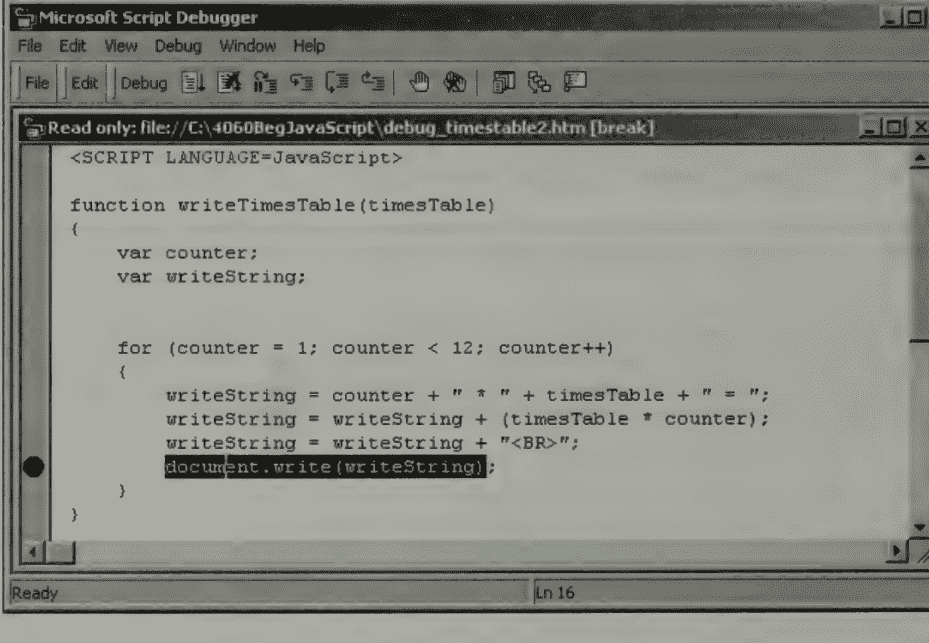 Microsoft Script Debugger
File Edit View Debug Window Help
File Edit Debug
Read only: file://C:\4060BegJavaScript\debug_timestable2.htm [break]
<SCRIPT LANGUAGE=JavaScript>
function writeTimesTable(timesTable)
{
var counter;
var writeString;
for (counter = 1; counter < 12; counter++)
{
writeString = counter + " * " + timesTable + " = ";
writeString = writeString + (timesTable * counter);
writeString = writeString + "<BR>";
document.write(writeString);
}
}
Ready Ln 16